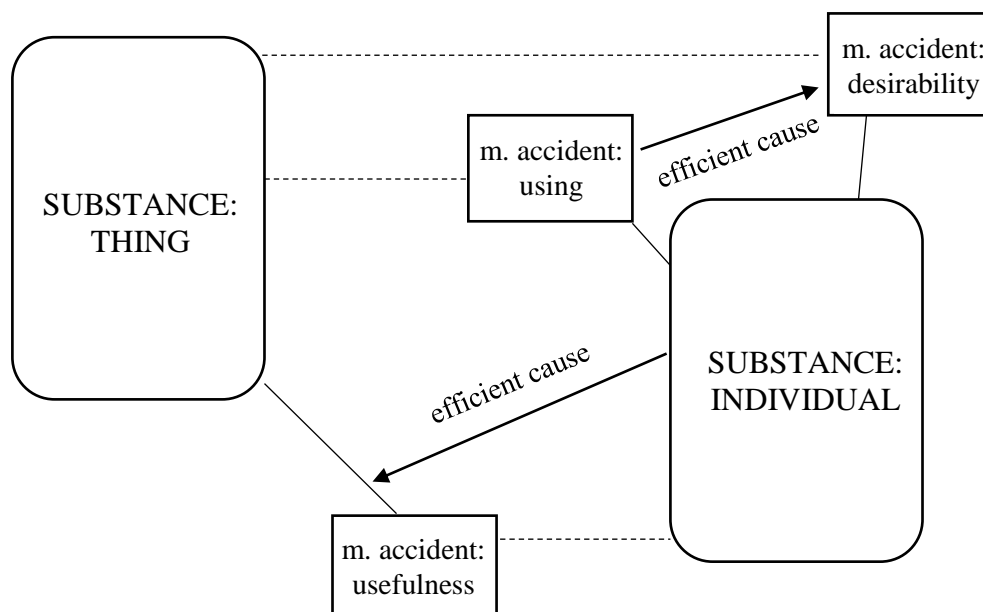 m. accident:
desirability
efficient cause
m. accident:
using
SUBSTANCE:
THING
efficient cause
SUBSTANCE:
INDIVIDUAL
m. accident:
usefulness